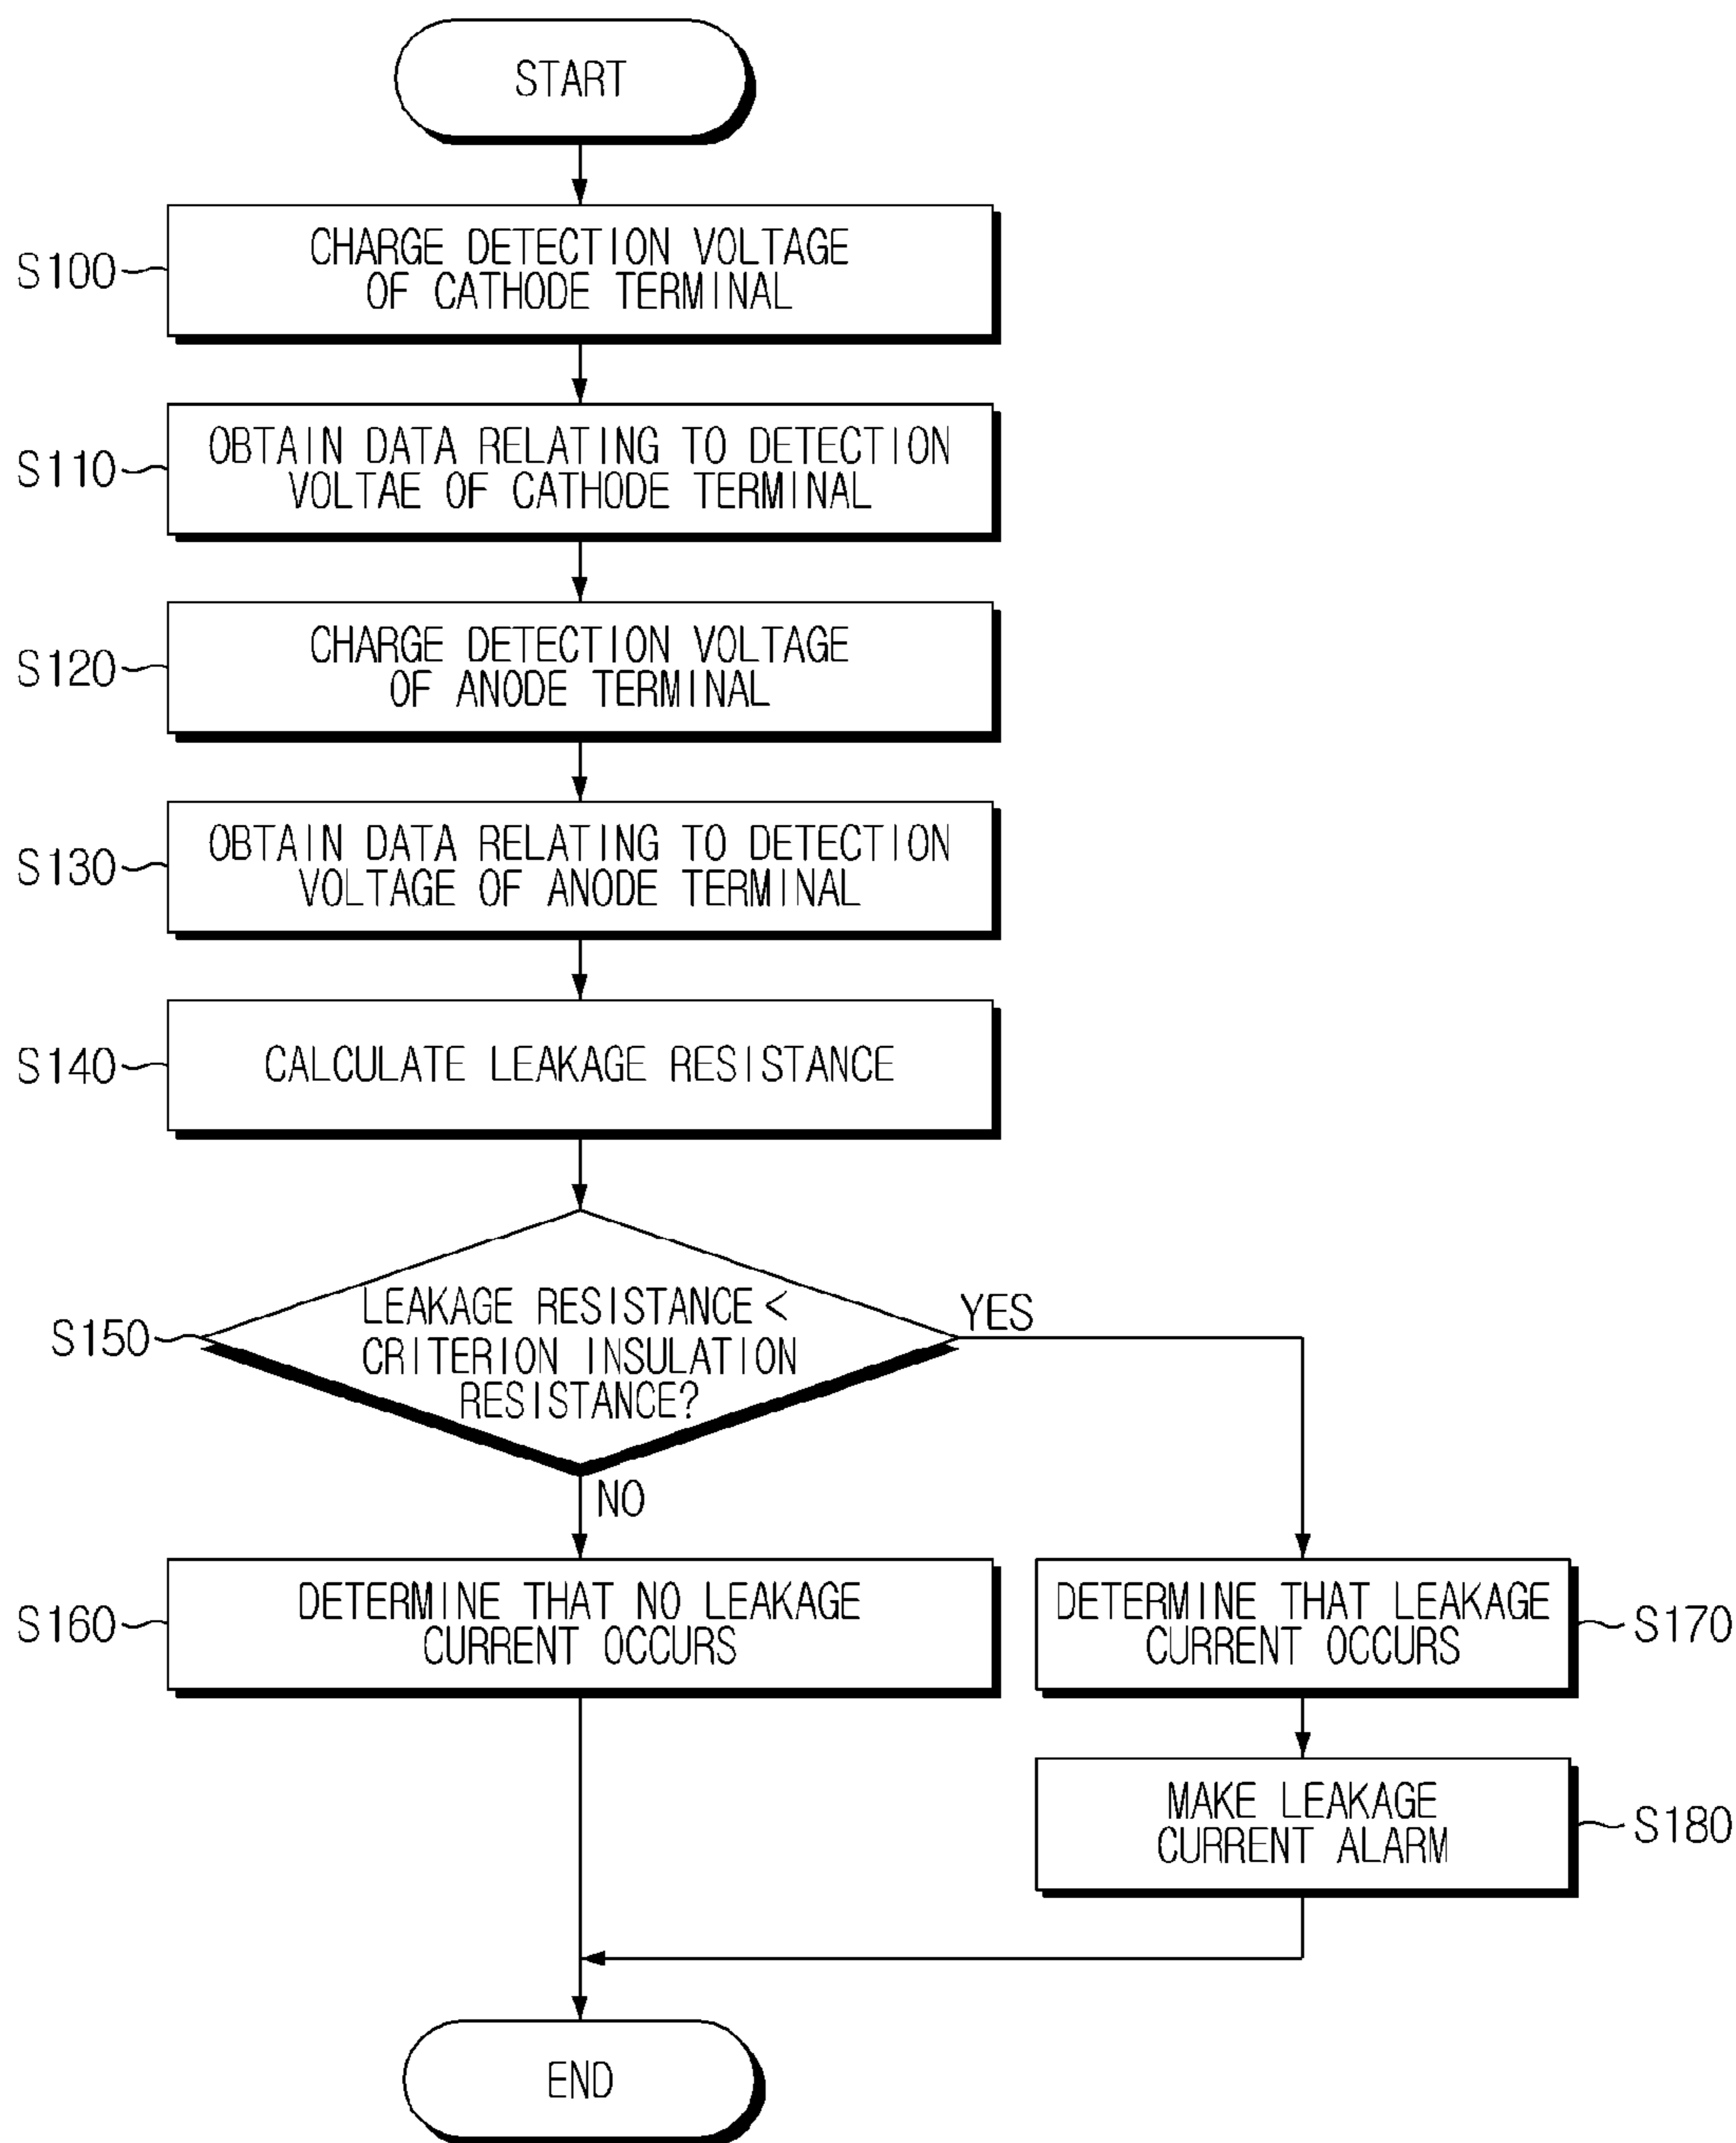 START
S100
CHARGE DETECTION VOLTAGE
OF CATHODE TERMINAL
S110
OBTAIN DATA RELATING TO DETECTION
VOLTAE OF CATHODE TERMINAL
S120
CHARGE DETECTION VOLTAGE
OF ANODE TERMINAL
S130
OBTAIN DATA RELATING TO DETECTION
VOLTAGE OF ANODE TERMINAL
S140
CALCULATE LEAKAGE RESISTANCE
S150
LEAKAGE RESISTANCE <
CRITERION INSULATION
RESISTANCE?
YES
NO
S160
DETERMINE THAT NO LEAKAGE
CURRENT OCCURS
DETERMINE THAT LEAKAGE
CURRENT OCCURS
S170
MAKE LEAKAGE
CURRENT ALARM
S180
END